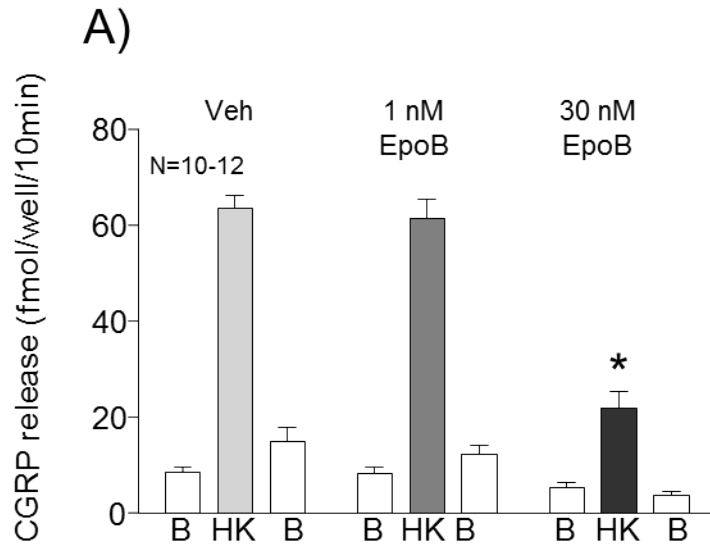 A)
CGRP release (fmol/well/10min)
Veh
1 nM
EpoB
30 nM
EpoB
N=10-12
80
60
40
20
0
*
B HK B
B HK B
B HK B